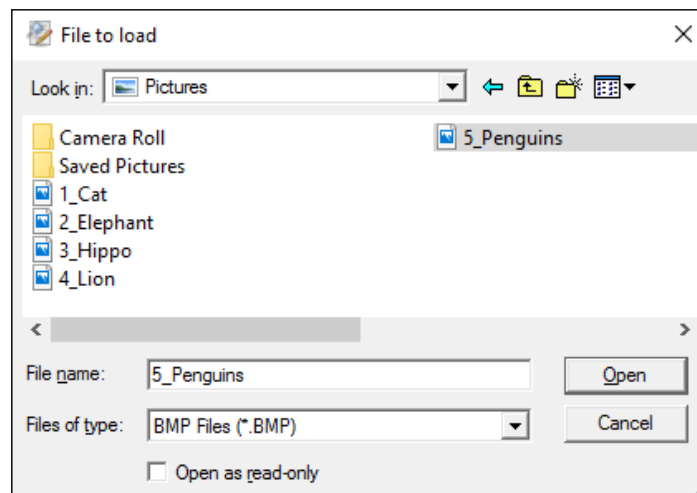 File to load
Look in: Pictures
Camera Roll
Saved Pictures
1_Cat
2_Elephant
3_Hippo
4_Lion
5_Penguins
File name: 5_Penguins
Open
Files of type: BMP Files (*.BMP)
Cancel
Open as read-only